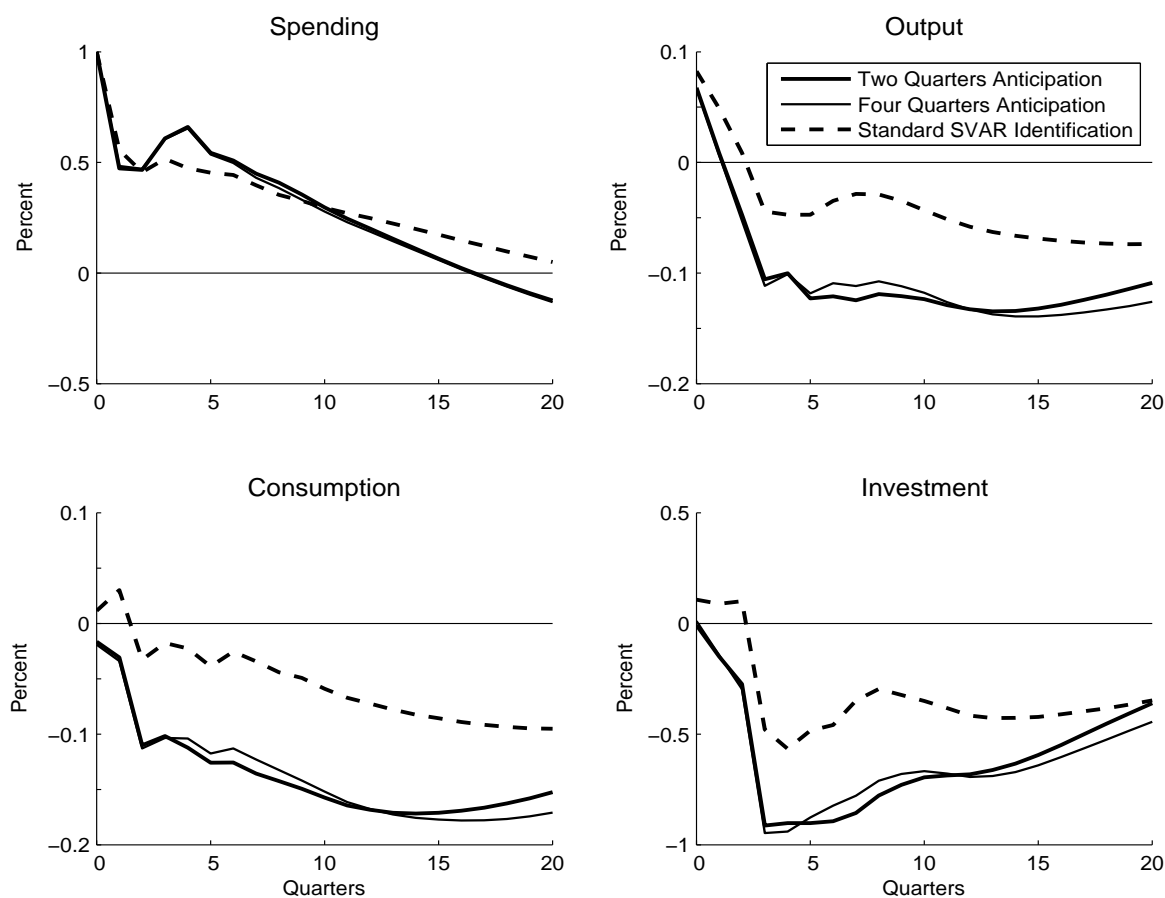 Spending
Output
1
0.5
0
−0.5
Percent
0
5
10
15
20
0.1
0
−0.1
−0.2
Percent
0
5
10
15
20
Two Quarters Anticipation
Four Quarters Anticipation
Standard SVAR Identification
Consumption
Investment
0.1
0
−0.1
−0.2
Percent
0
5
10
15
20
Quarters
0.5
0
−0.5
−1
Percent
0
5
10
15
20
Quarters